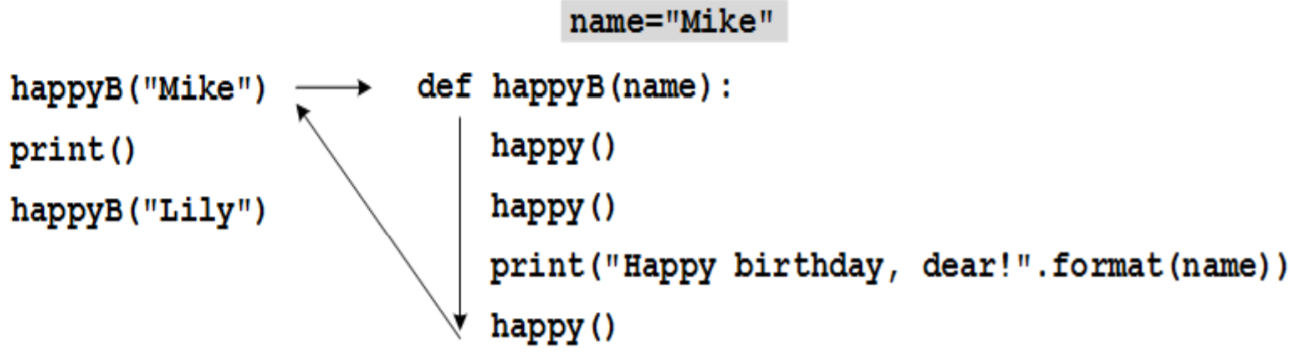 name="Mike"
happyB("Mike")
print()
happyB("Lily")
def happyB(name):
happy()
happy()
print("Happy birthday, dear!".format(name))
happy()